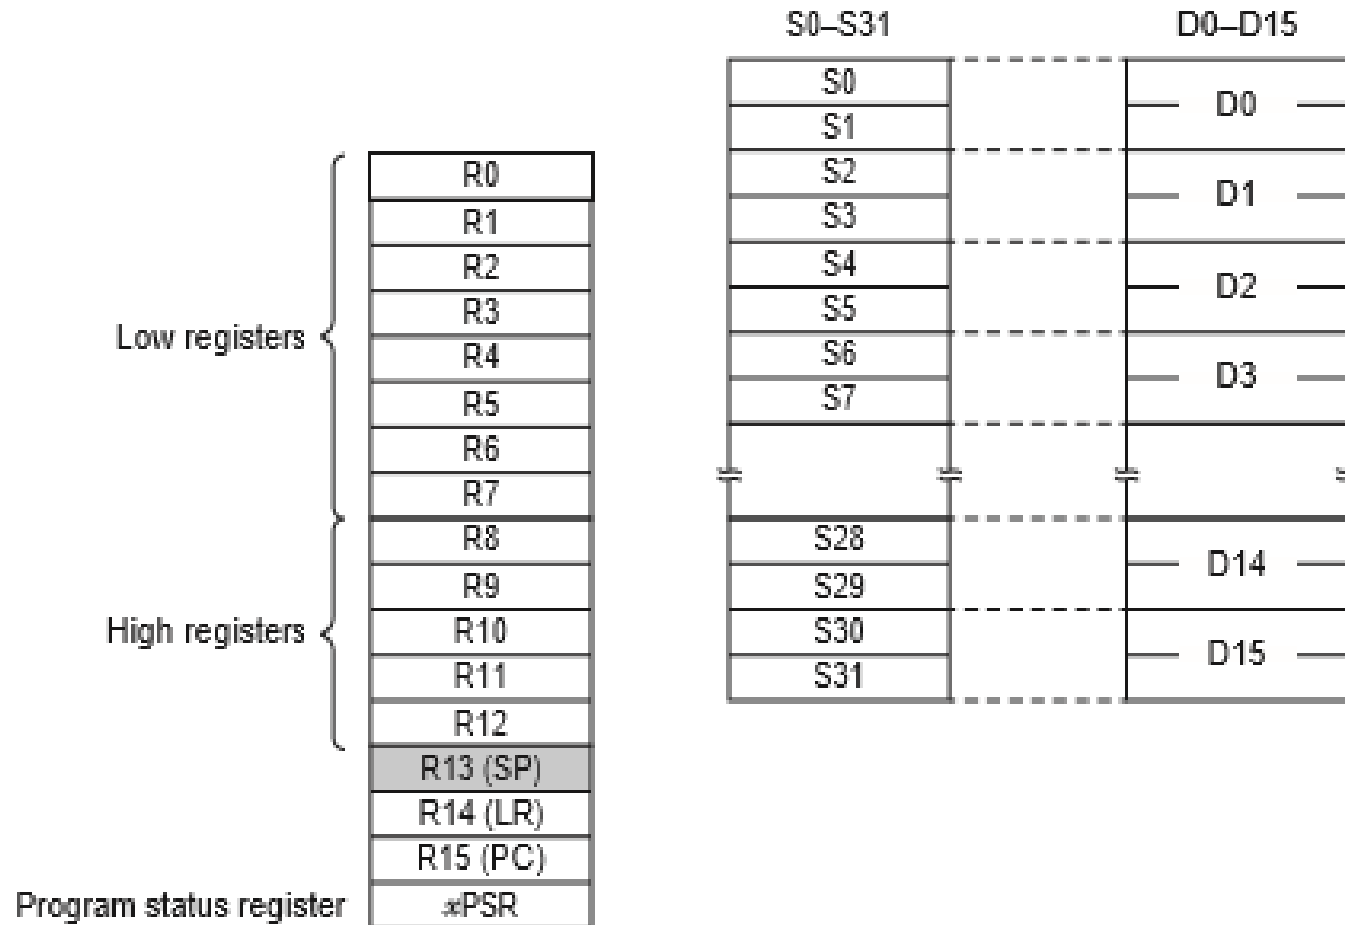 S0–S31
D0–D15
S0
S1
S2
S3
S4
S5
S6
S7
S28
S29
S30
S31
D0
D1
D2
D3
D14
D15
Low registers
High registers
Program status register
R0
R1
R2
R3
R4
R5
R6
R7
R8
R9
R10
R11
R12
R13 (SP)
R14 (LR)
R15 (PC)
xPSR